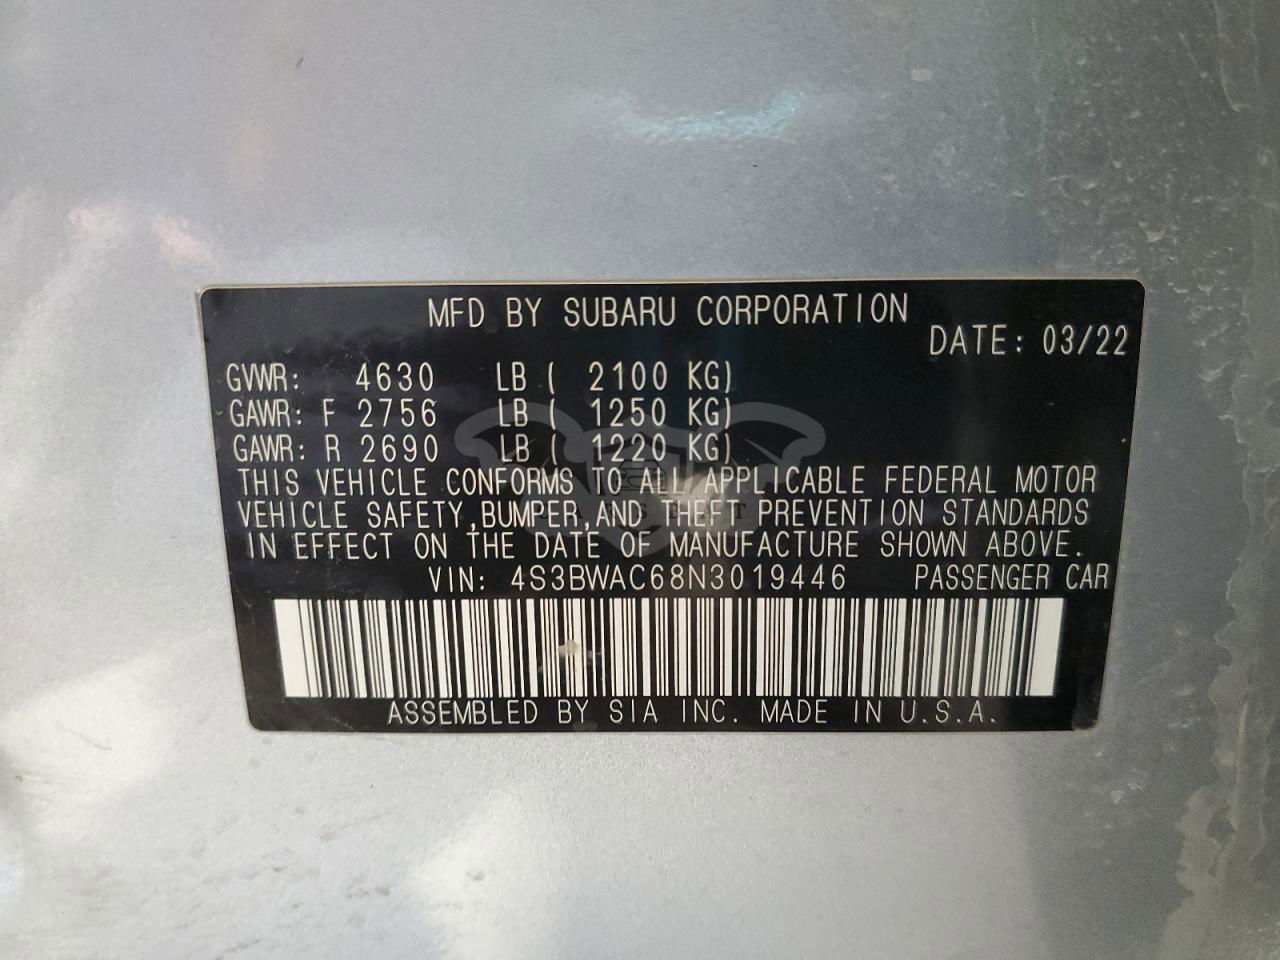 MFD BY SUBARU CORPORATION
DATE: 03/22
GVWR: 4630 LB ( 2100 KG)
GAWR: F 2756 LB ( 1250 KG)
GAWR: R 2690 LB ( 1220 KG)
THIS VEHICLE CONFORMS TO ALL APPLICABLE FEDERAL MOTOR
VEHICLE SAFETY,BUMPER,AND THEFT PREVENTION STANDARDS
IN EFFECT ON THE DATE OF MANUFACTURE SHOWN ABOVE.
VIN: 4S3BWAC68N3019446 PASSENGER CAR
ASSEMBLED BY SIA INC. MADE IN U.S.A.